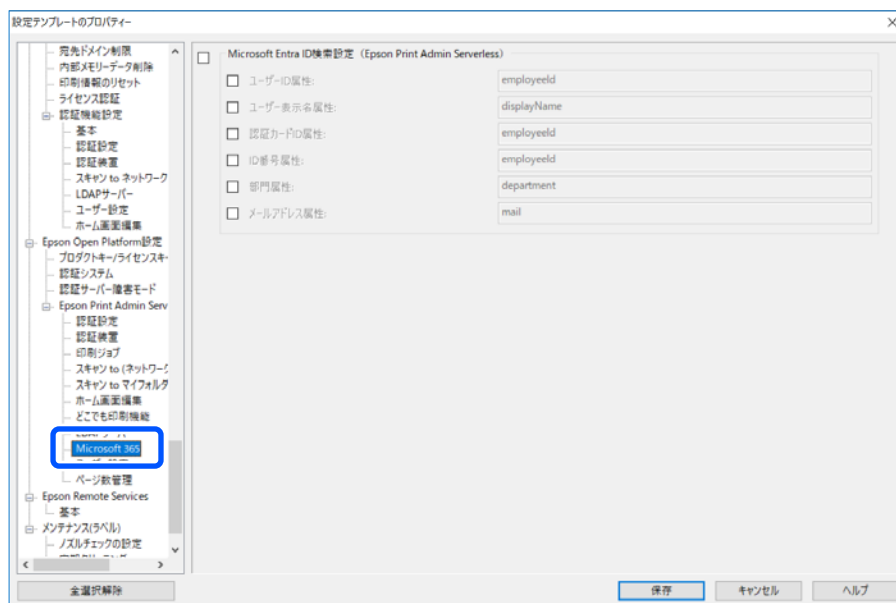 設定テンプレートのプロパティー
宛先ドメイン制限
内部メモリーデータ削除
印刷情報のリセット
ライセンス認証
認証機能設定
基本
認証設定
認証装置
スキャン to ネットワーク
LDAPサーバー
ユーザー設定
ホーム画面編集
Epson Open Platform設定
プロダクトキー/ライセンスキー
認証システム
認証サーバー障害モード
Epson Print Admin Serv
認証設定
認証装置
印刷ジョブ
スキャン to (ネットワーク
スキャン to マイフォルダ
ホーム画面編集
どこでも印刷機能
Microsoft 365
ページ数管理
Epson Remote Services
基本
メンテナンス(ラベル)
ノズルチェックの設定
Microsoft Entra ID検索設定（Epson Print Admin Serverless）
ユーザーID属性: employeeId
ユーザー表示名属性: displayName
認証カードID属性: employeeId
ID番号属性: employeeId
部門属性: department
メールアドレス属性: mail
全選択解除
保存
キャンセル
ヘルプ